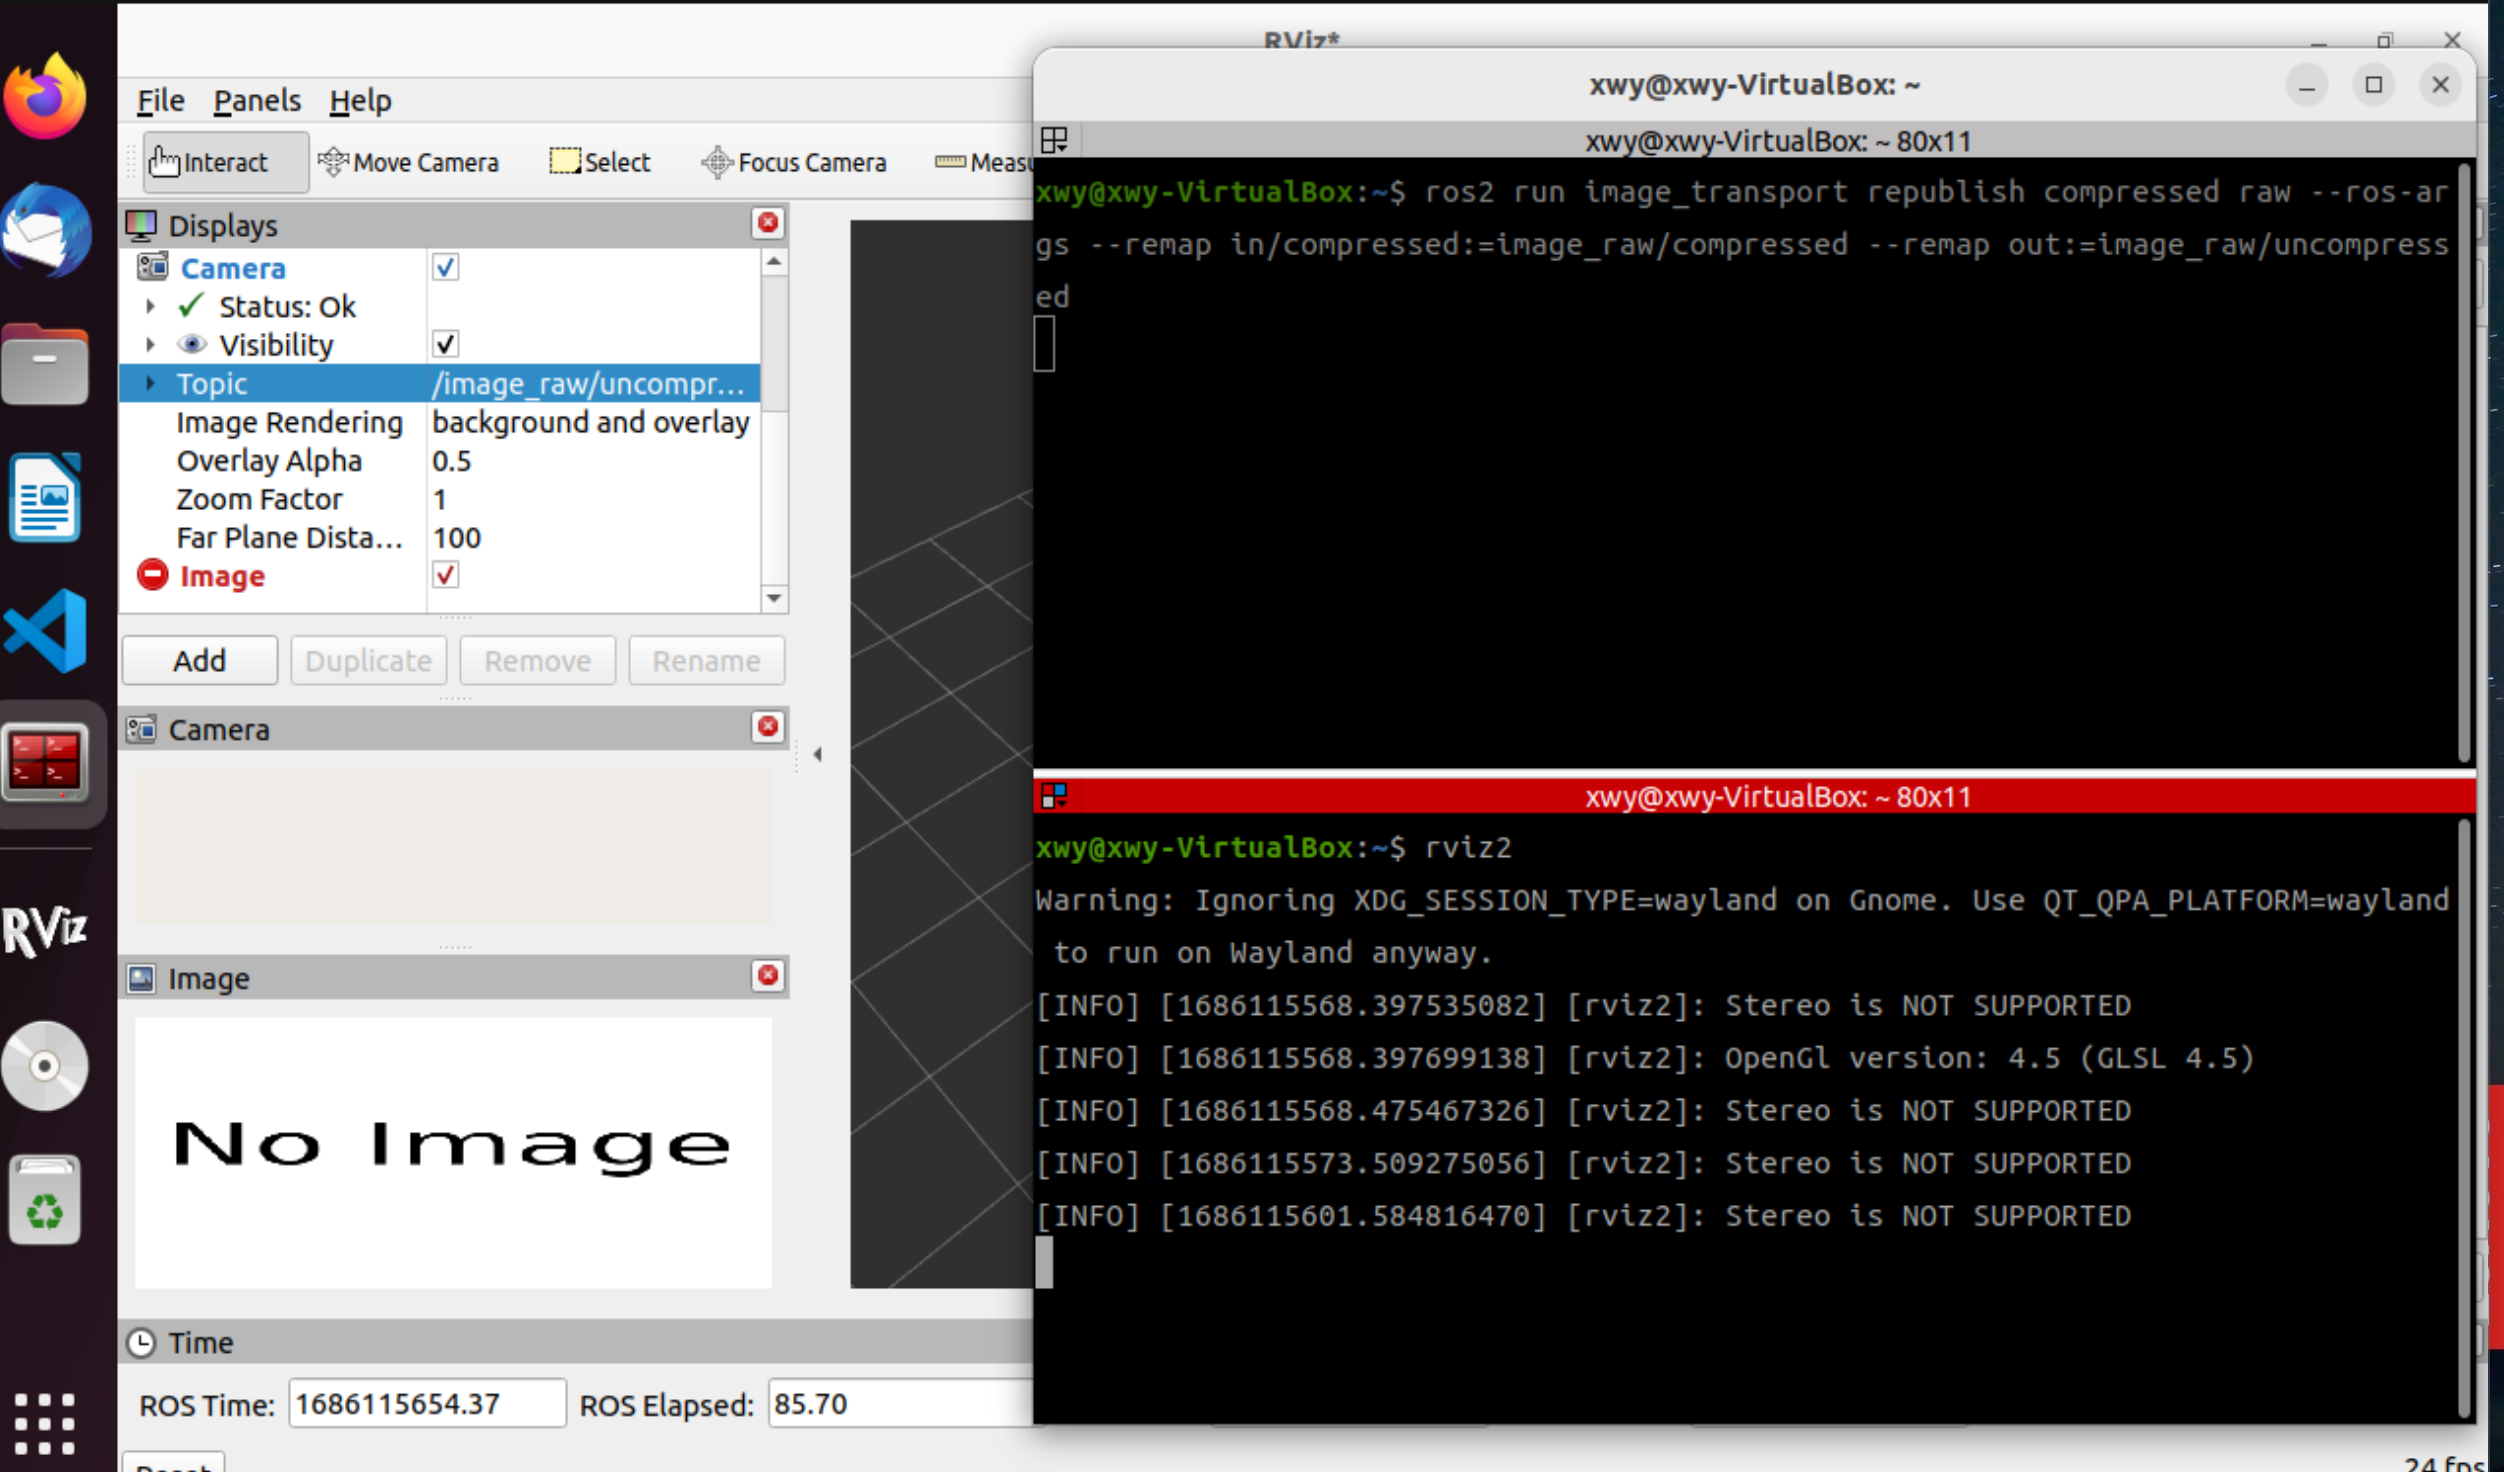 RViz*
File Panels Help
Interact Move Camera Select Focus Camera Measu
Displays
Camera
Status: Ok
Visibility
Topic /image_raw/uncompr...
Image Rendering background and overlay
Overlay Alpha 0.5
Zoom Factor 1
Far Plane Dista... 100
Image
Add Duplicate Remove Rename
Camera
Image
No Image
Time
ROS Time: 1686115654.37 ROS Elapsed: 85.70
Reset
24 fps
RViz
xwy@xwy-VirtualBox: ~
xwy@xwy-VirtualBox: ~ 80x11
xwy@xwy-VirtualBox:~$ ros2 run image_transport republish compressed raw --ros-ar
gs --remap in/compressed:=image_raw/compressed --remap out:=image_raw/uncompress
ed
xwy@xwy-VirtualBox: ~ 80x11
xwy@xwy-VirtualBox:~$ rviz2
Warning: Ignoring XDG_SESSION_TYPE=wayland on Gnome. Use QT_QPA_PLATFORM=wayland
to run on Wayland anyway.
[INFO] [1686115568.397535082] [rviz2]: Stereo is NOT SUPPORTED
[INFO] [1686115568.397699138] [rviz2]: OpenGl version: 4.5 (GLSL 4.5)
[INFO] [1686115568.475467326] [rviz2]: Stereo is NOT SUPPORTED
[INFO] [1686115573.509275056] [rviz2]: Stereo is NOT SUPPORTED
[INFO] [1686115601.584816470] [rviz2]: Stereo is NOT SUPPORTED